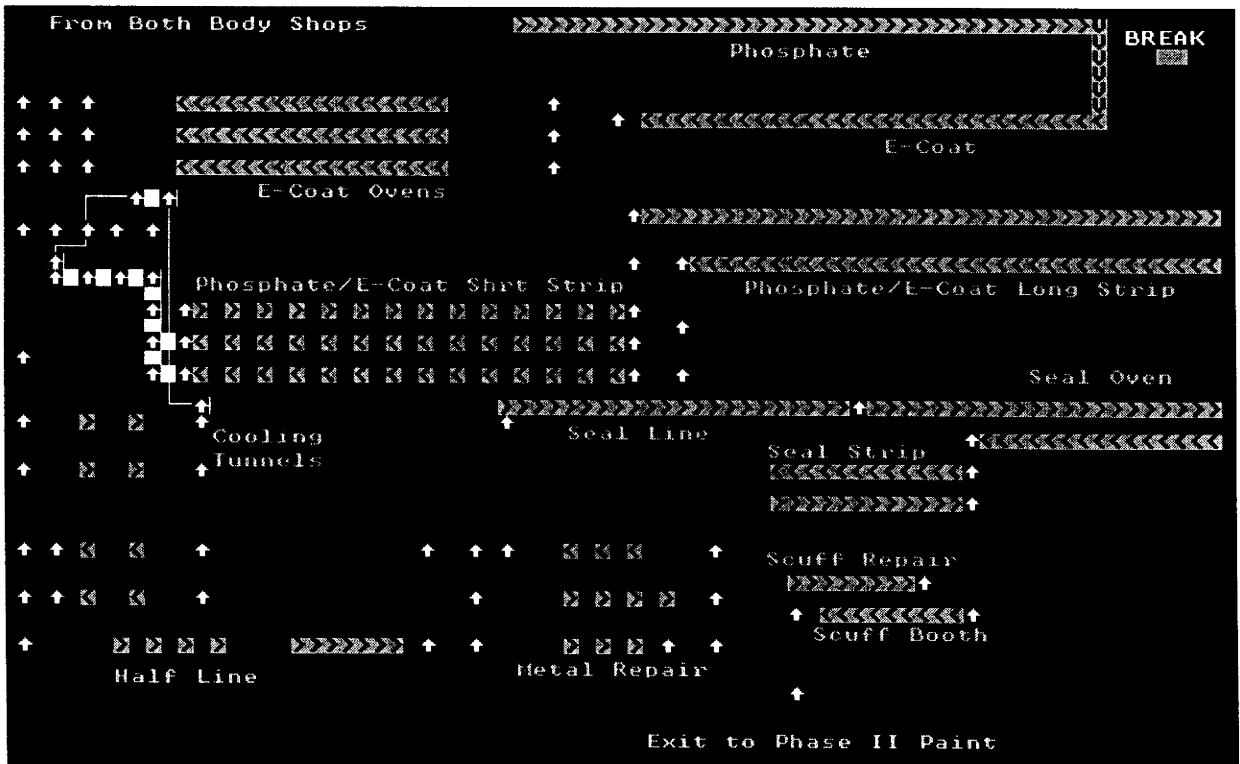 From Both Body Shops
BREAK
Phosphate
E-Coat
E-Coat Ovens
Phosphate/E-Coat Shrt Strip
Phosphate/E-Coat Long Strip
Seal Oven
Cooling
Tunnels
Seal Line
Seal Strip
Scuff Repair
Scuff Booth
Half Line
Metal Repair
Exit to Phase II Paint